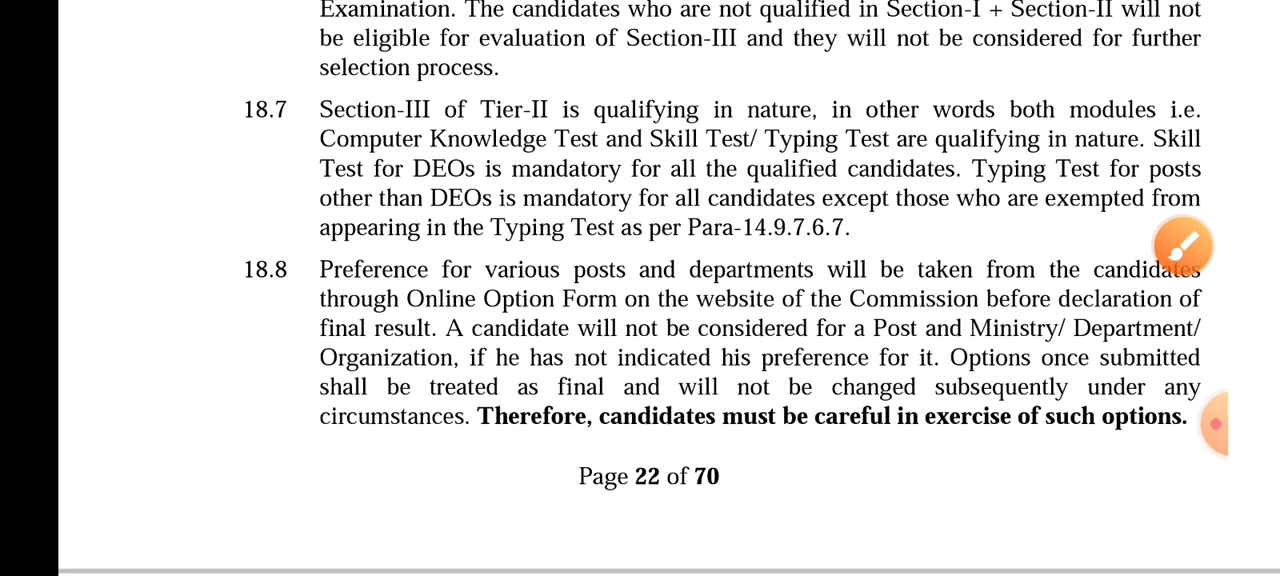 Examination. The candidates who are not qualified in Section-I + Section-II will not
be eligible for evaluation of Section-III and they will not be considered for further
selection process.
18.7 Section-III of Tier-II is qualifying in nature, in other words both modules i.e.
Computer Knowledge Test and Skill Test/ Typing Test are qualifying in nature. Skill
Test for DEOs is mandatory for all the qualified candidates. Typing Test for posts
other than DEOs is mandatory for all candidates except those who are exempted from
appearing in the Typing Test as per Para-14.9.7.6.7.
18.8 Preference for various posts and departments will be taken from the candidates
through Online Option Form on the website of the Commission before declaration of
final result. A candidate will not be considered for a Post and Ministry/ Department/
Organization, if he has not indicated his preference for it. Options once submitted
shall be treated as final and will not be changed subsequently under any
circumstances. Therefore, candidates must be careful in exercise of such options.
Page 22 of 70